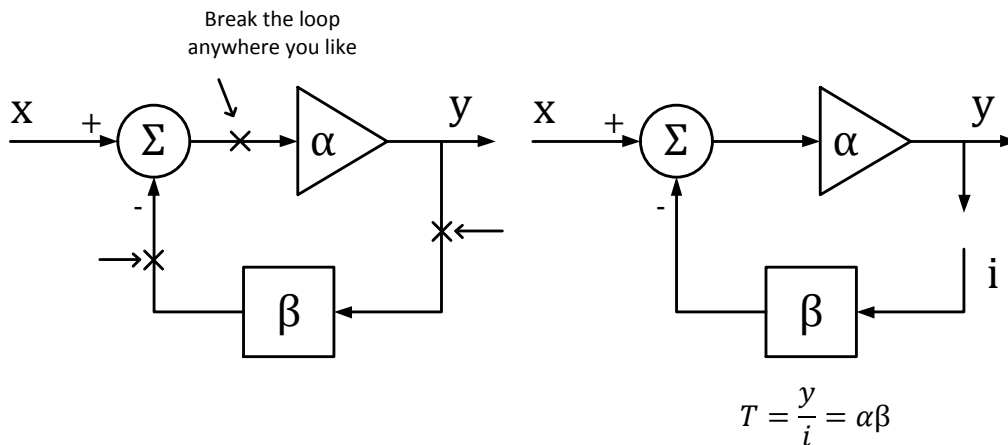 Break the loop
anywhere you like
x
+
Σ
-
α
y
β
x
+
Σ
-
α
y
i
β
T = y/i = αβ